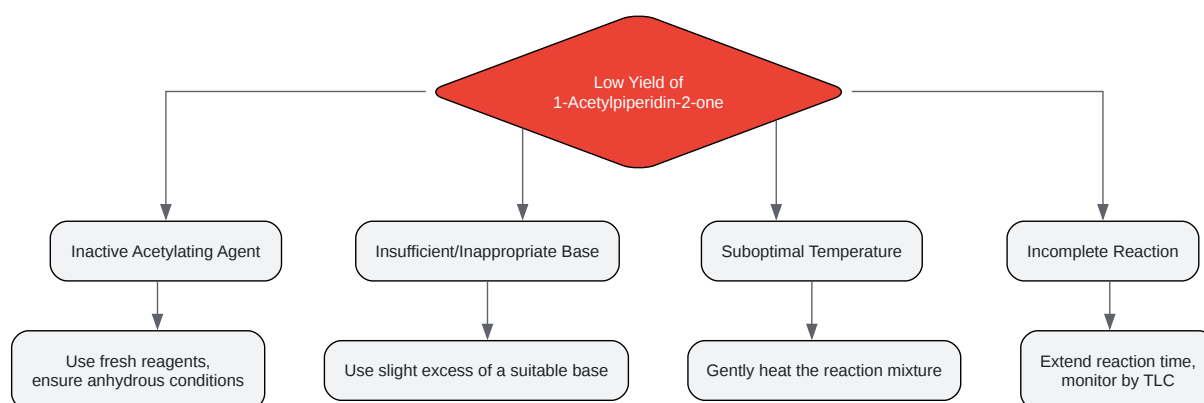 Low Yield of
1-Acetylpiperidin-2-one
Inactive Acetylating Agent
Insufficient/Inappropriate Base
Suboptimal Temperature
Incomplete Reaction
Use fresh reagents,
ensure anhydrous conditions
Use slight excess of a suitable base
Gently heat the reaction mixture
Extend reaction time,
monitor by TLC